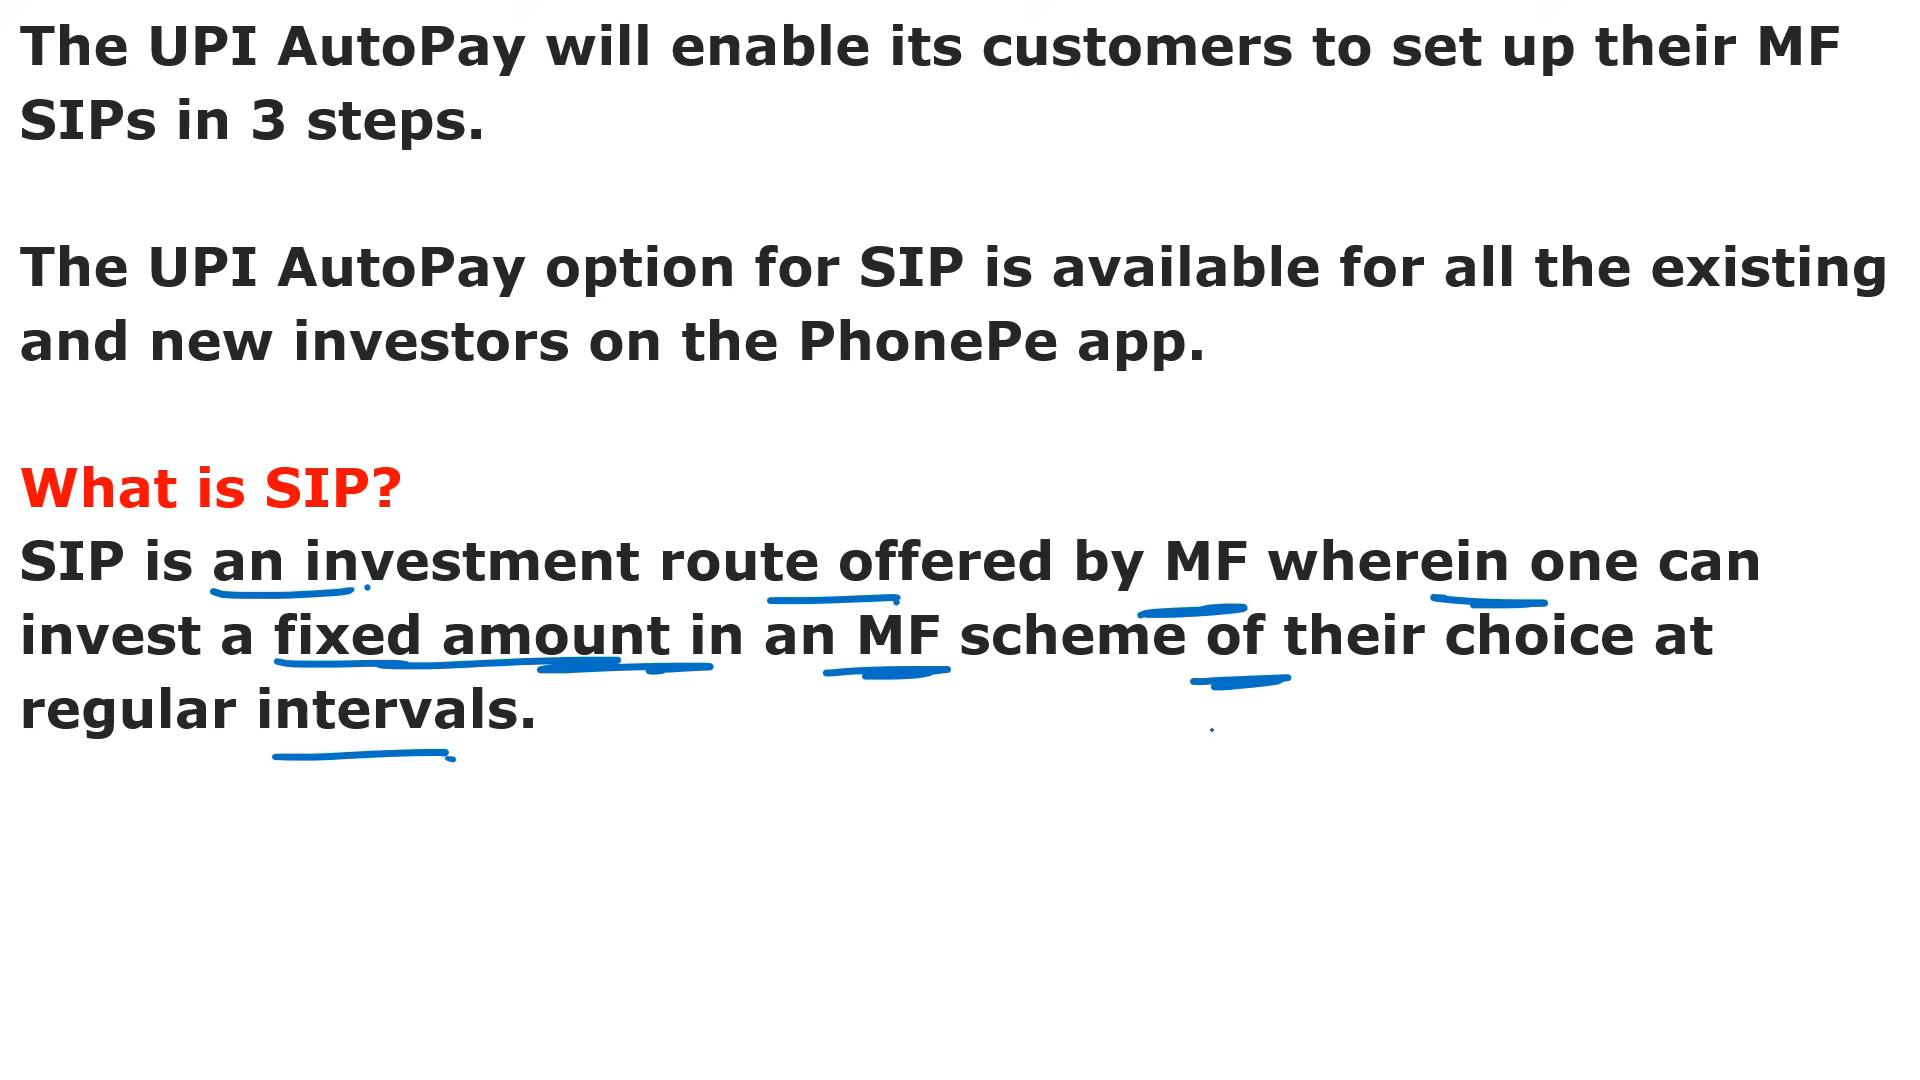 The UPI AutoPay will enable its customers to set up their MF
SIPs in 3 steps.
The UPI AutoPay option for SIP is available for all the existing
and new investors on the PhonePe app.
What is SIP?
SIP is an investment route offered by MF wherein one can
invest a fixed amount in an MF scheme of their choice at
regular intervals.